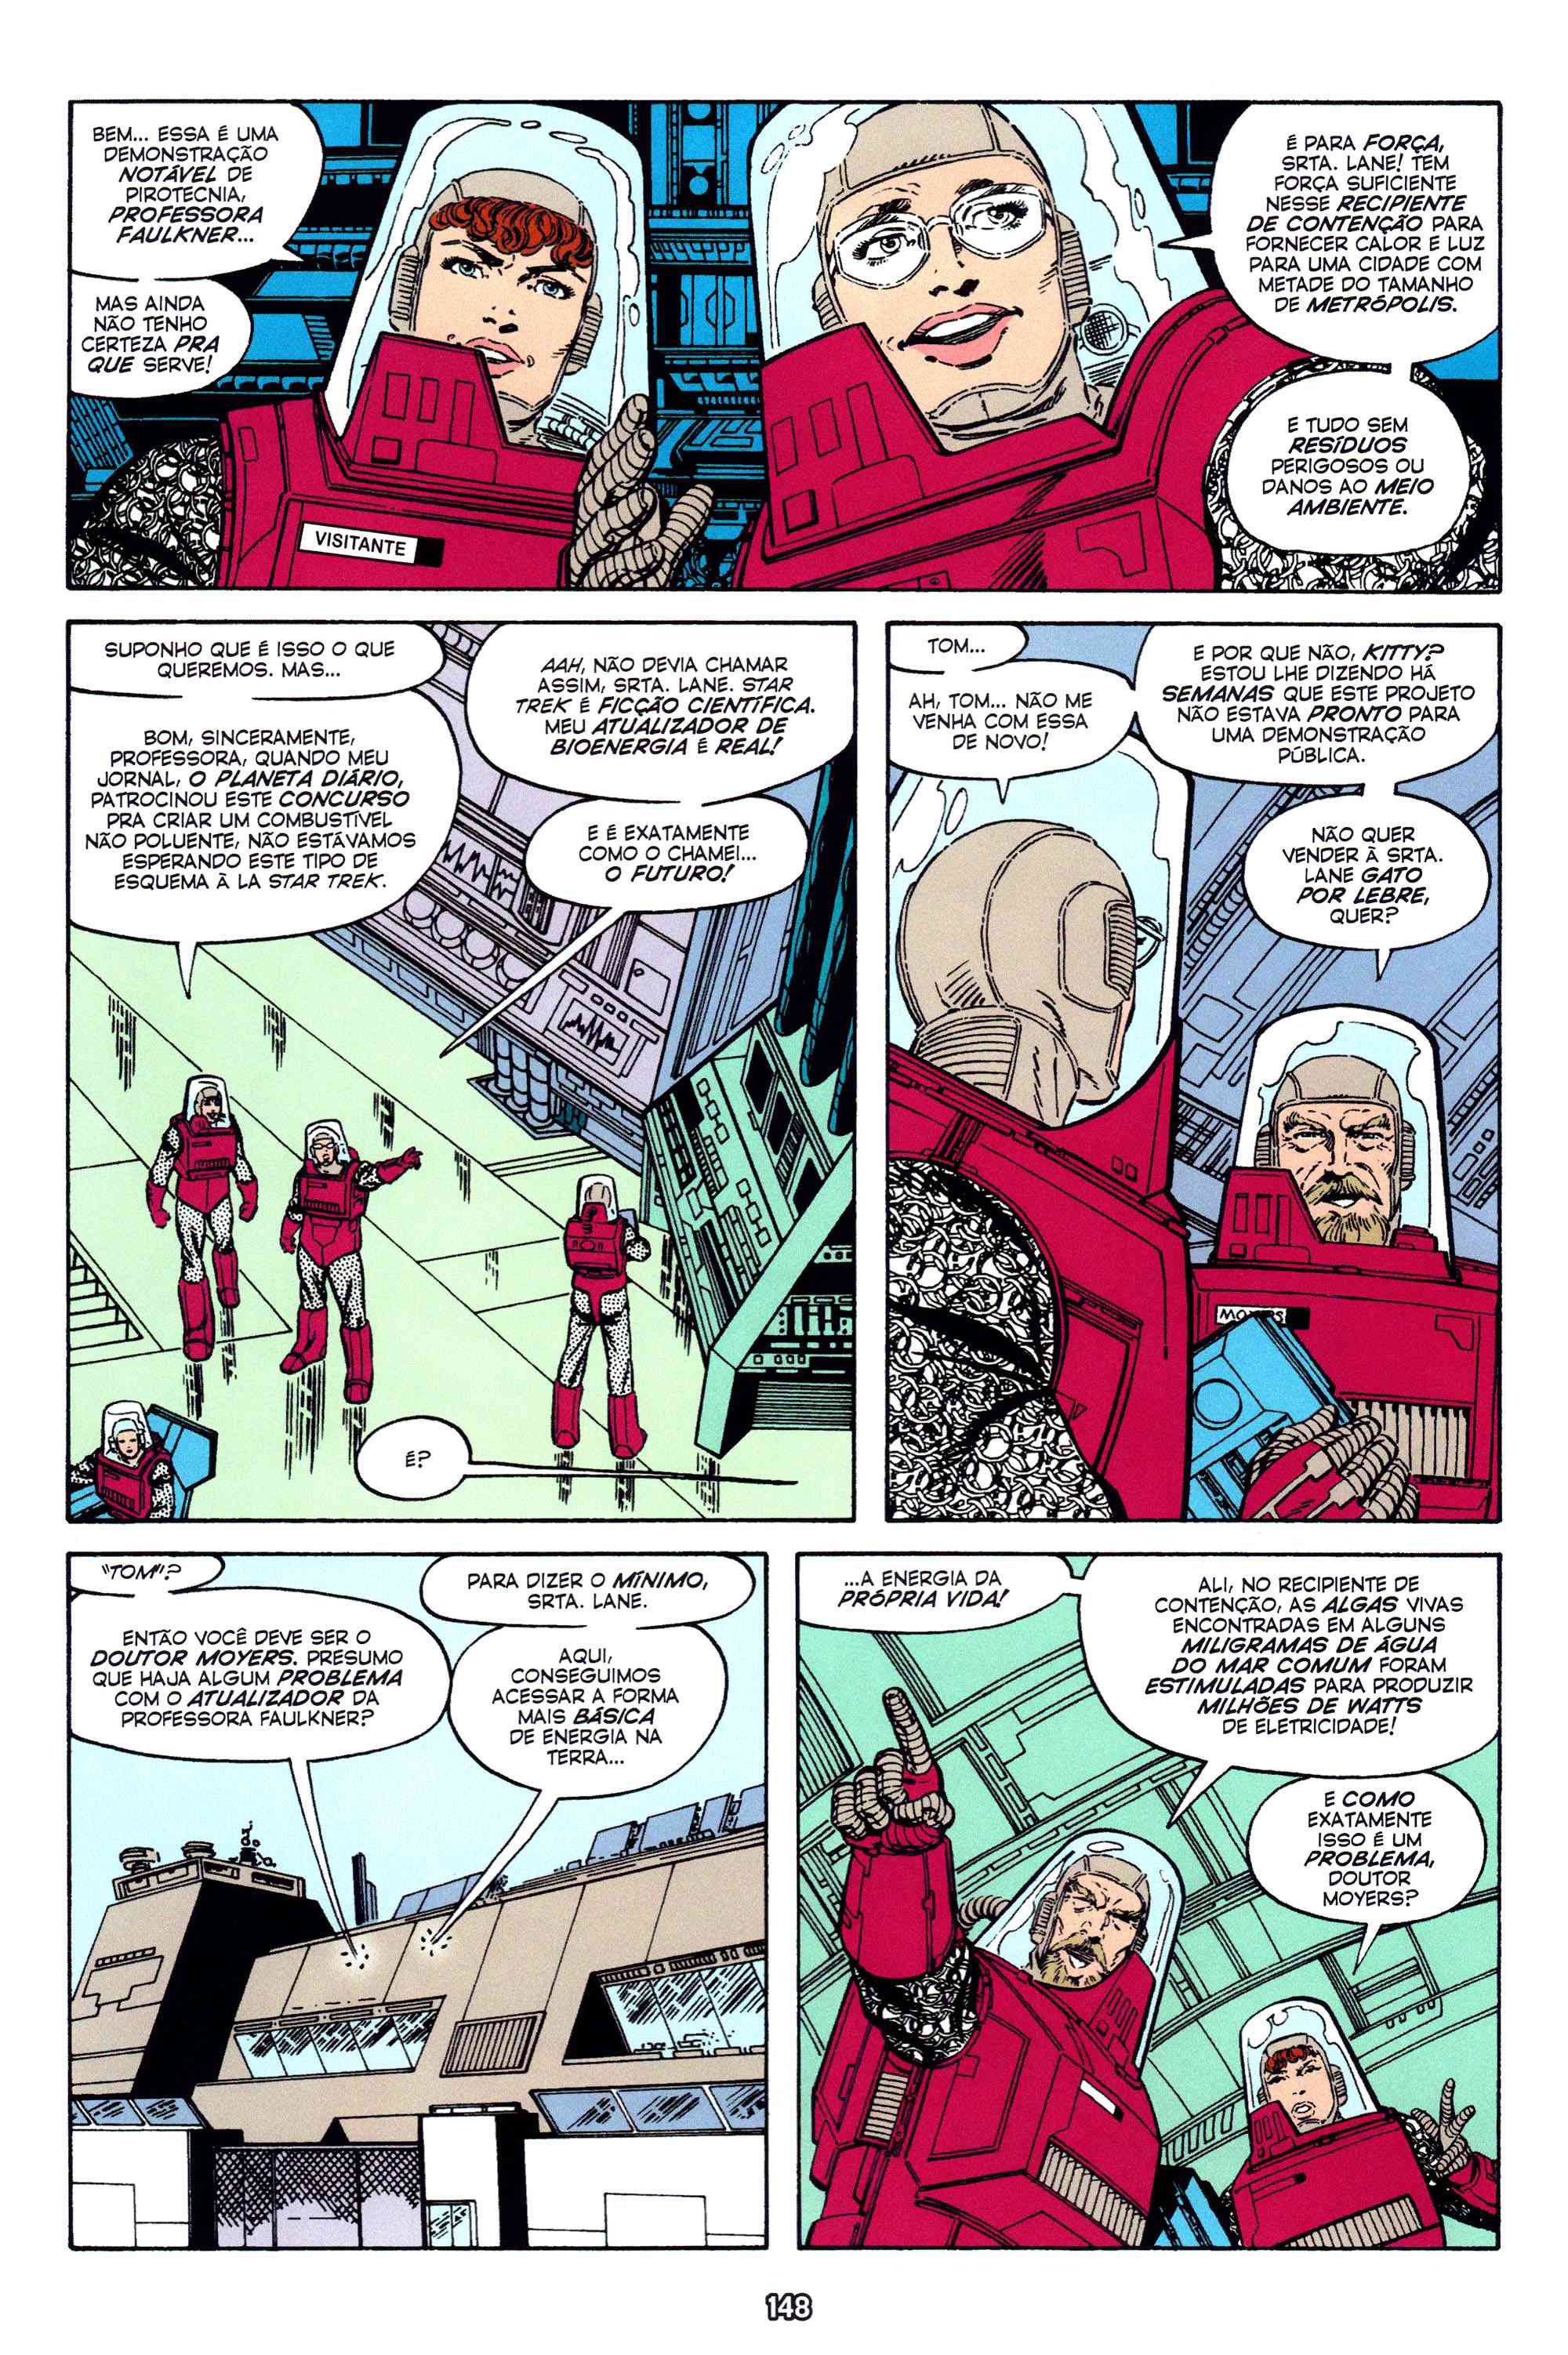 BEM... ESSA É UMA
DEMONSTRAÇÃO
NOTÁVEL DE
PIROTECNIA,
PROFESSORA
FAULKNER...
MAS AINDA
NÃO TENHO
CERTEZA PRA
QUE SERVE!
VISITANTE
É PARA FORÇA,
SRTA. LANE! TEM
FORÇA SUFICIENTE
NESSE RECIPIENTE
DE CONTENÇÃO PARA
FORNECER CALOR E LUZ
PARA UMA CIDADE COM
METADE DO TAMANHO
DE METRÓPOLIS.
E TUDO SEM
RESÍDUOS
PERIGOSOS OU
DANOS AO MEIO
AMBIENTE.
SUPONHO QUE É ISSO O QUE
QUEREMOS. MAS...
BOM, SINCERAMENTE,
PROFESSORA, QUANDO MEU
JORNAL, O PLANETA DIÁRIO,
PATROCINOU ESTE CONCURSO
PRA CRIAR UM COMBUSTÍVEL
NÃO POLUENTE, NÃO ESTÁVAMOS
ESPERANDO ESTE TIPO DE
ESQUEMA À LA STAR TREK.
AAH, NÃO DEVIA CHAMAR
ASSIM, SRTA. LANE. STAR
TREK É FICÇÃO CIENTÍFICA.
MEU ATUALIZADOR DE
BIOENERGIA É REAL!
E É EXATAMENTE
COMO O CHAMEI...
O FUTURO!
É?
TOM...
AH, TOM... NÃO ME
VENHA COM ESSA
DE NOVO!
E POR QUE NÃO, KITTY?
ESTOU LHE DIZENDO HÁ
SEMANAS QUE ESTE PROJETO
NÃO ESTAVA PRONTO PARA
UMA DEMONSTRAÇÃO
PÚBLICA.
NÃO QUER
VENDER À SRTA.
LANE GATO
POR LEBRE,
QUER?
MOYERS
"TOM"?
ENTÃO VOCÊ DEVE SER O
DOUTOR MOYERS. PRESUMO
QUE HAJA ALGUM PROBLEMA
COM O ATUALIZADOR DA
PROFESSORA FAULKNER?
PARA DIZER O MÍNIMO,
SRTA. LANE.
AQUI,
CONSEGUIMOS
ACESSAR A FORMA
MAIS BÁSICA
DE ENERGIA NA
TERRA...
...A ENERGIA DA
PRÓPRIA VIDA!
ALI, NO RECIPIENTE DE
CONTENÇÃO, AS ALGAS VIVAS
ENCONTRADAS EM ALGUNS
MILIGRAMAS DE ÁGUA
DO MAR COMUM FORAM
ESTIMULADAS PARA PRODUZIR
MILHÕES DE WATTS
DE ELETRICIDADE!
E COMO
EXATAMENTE
ISSO É UM
PROBLEMA,
DOUTOR
MOYERS?
148